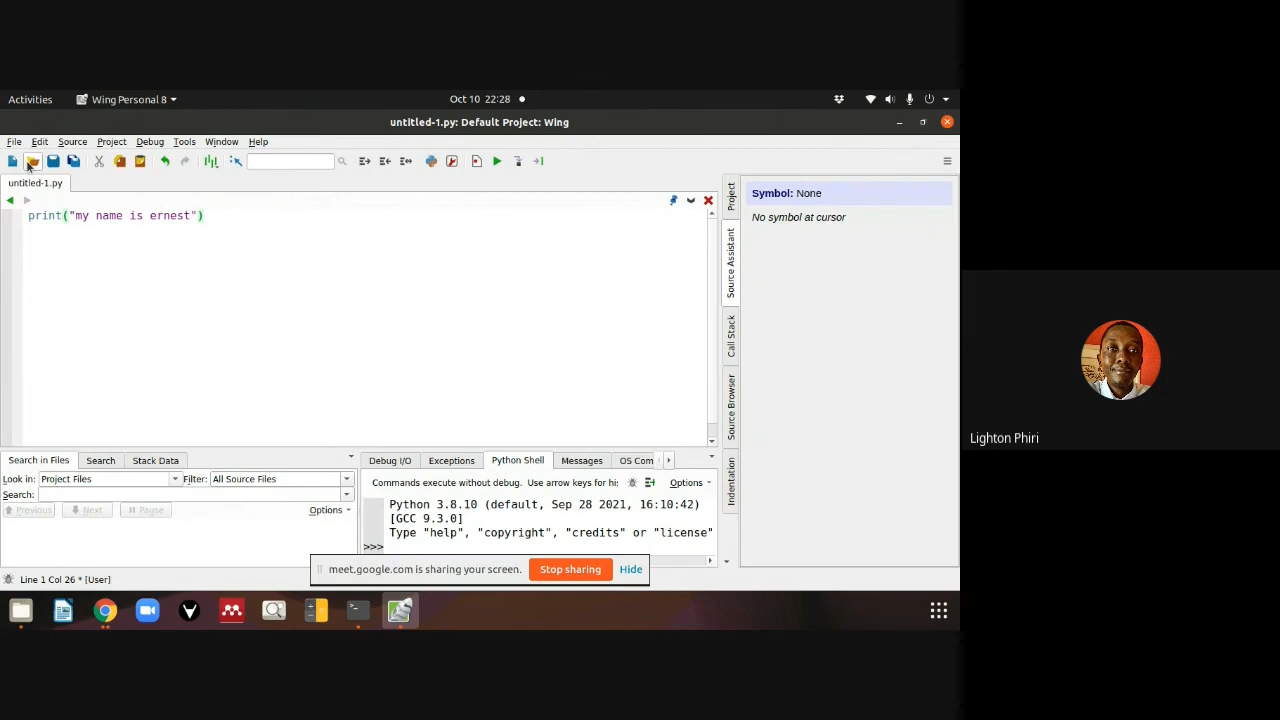 Activities
Wing Personal 8
Oct 10 22:28
untitled-1.py: Default Project: Wing
File Edit Source Project Debug Tools Window Help
untitled-1.py
print("my name is ernest")
Project
Source Assistant
Call Stack
Source Browser
Indentation
Symbol: None
No symbol at cursor
Lighton Phiri
Search in Files Search Stack Data
Look in: Project Files Filter: All Source Files
Search:
Previous Next Pause Options
Debug I/O Exceptions Python Shell Messages OS Com
Commands execute without debug. Use arrow keys for his Options
Python 3.8.10 (default, Sep 28 2021, 16:10:42)
[GCC 9.3.0]
Type "help", "copyright", "credits" or "license"
>>>
meet.google.com is sharing your screen. Stop sharing Hide
Line 1 Col 26 * [User]